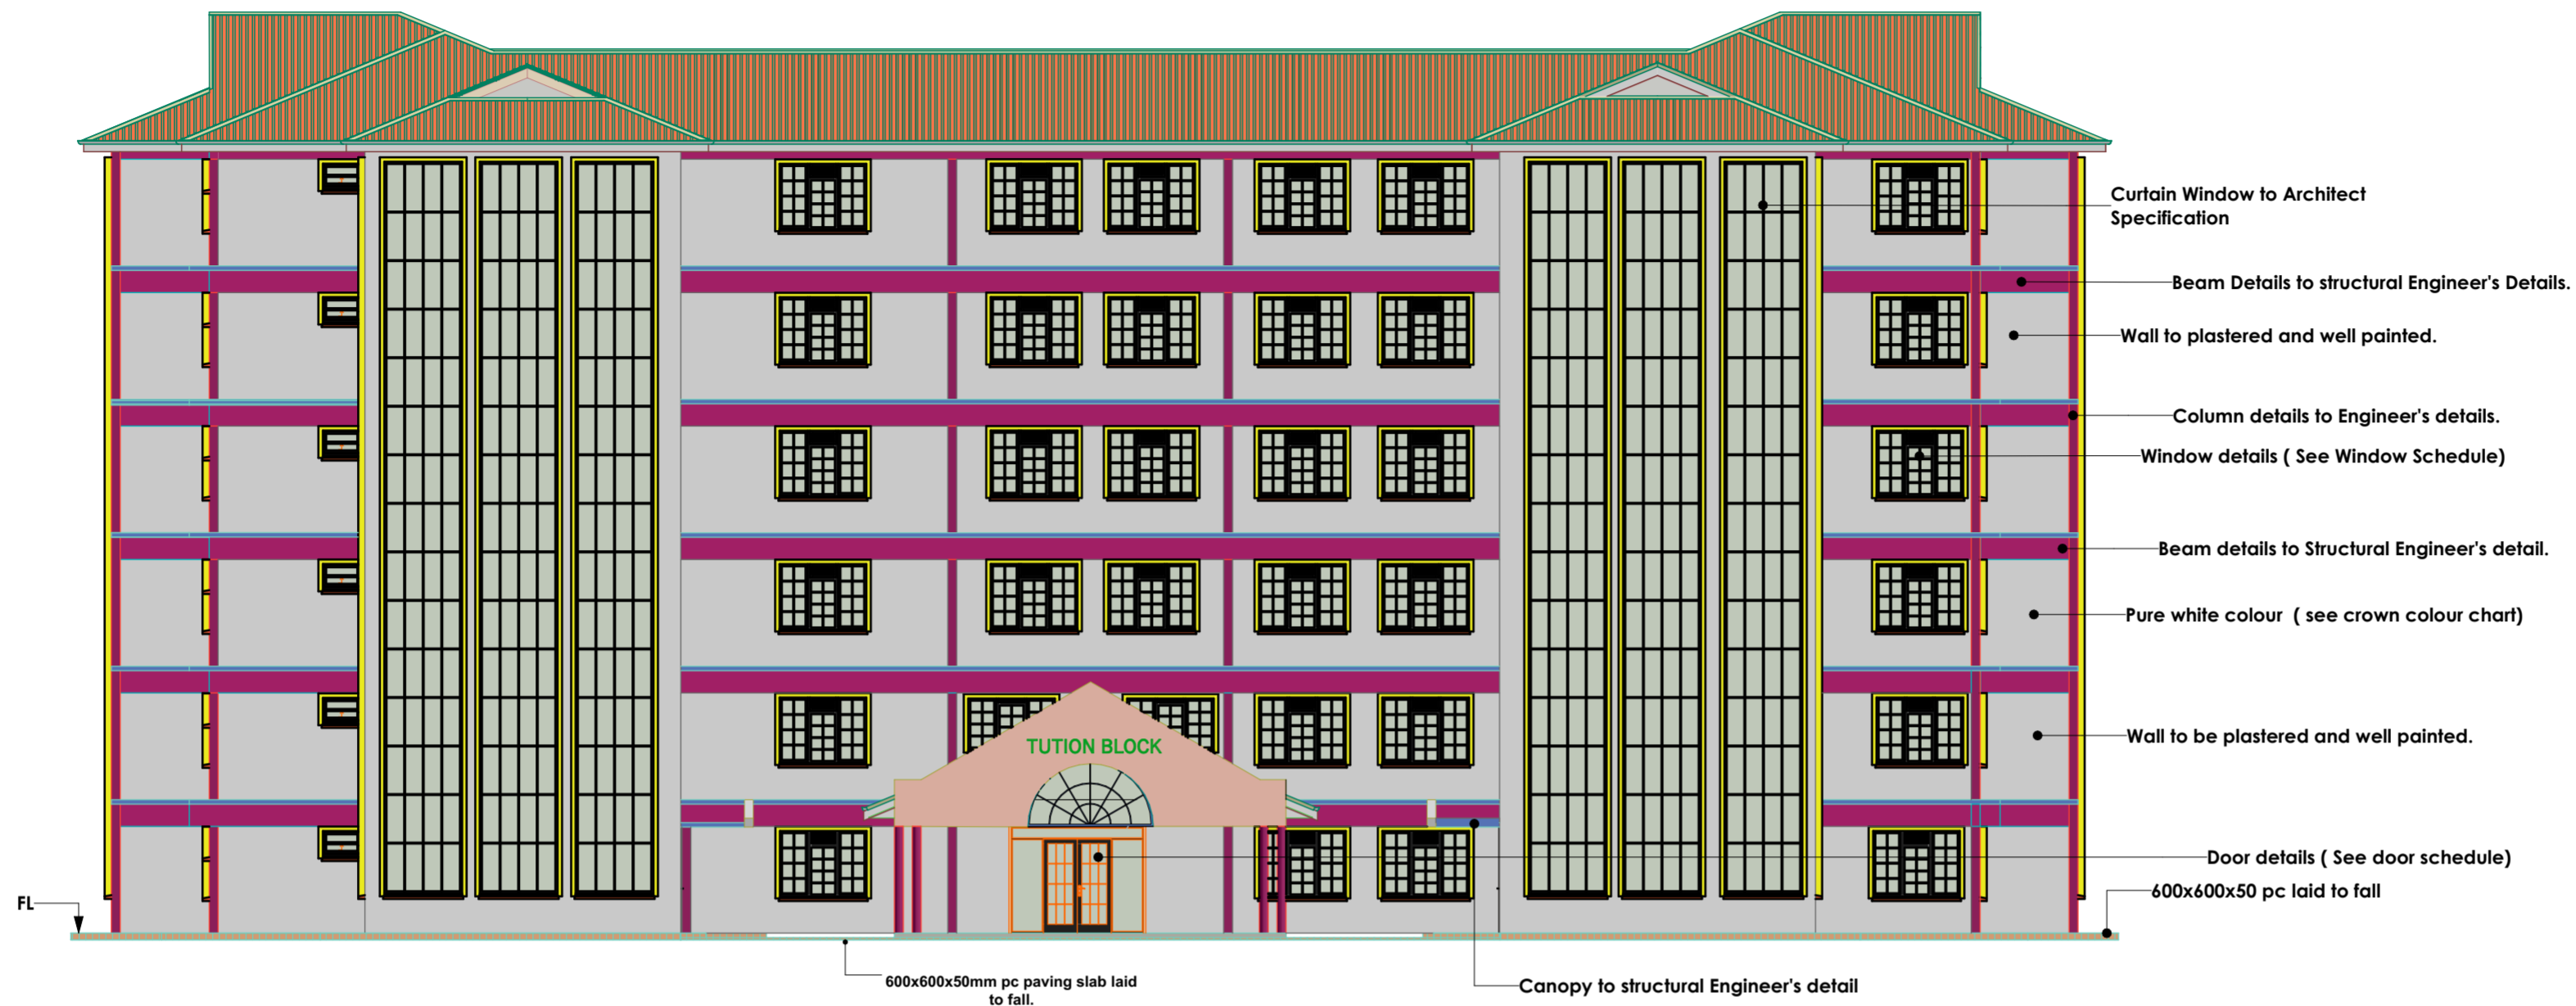 Curtain Window to Architect
Specification
Beam Details to structural Engineer's Details.
Wall to plastered and well painted.
Column details to Engineer's details.
Window details ( See Window Schedule)
Beam details to Structural Engineer's detail.
Pure white colour ( see crown colour chart)
Wall to be plastered and well painted.
TUTION BLOCK
Door details ( See door schedule)
600x600x50 pc laid to fall
FL
600x600x50mm pc paving slab laid
to fall.
Canopy to structural Engineer's detail